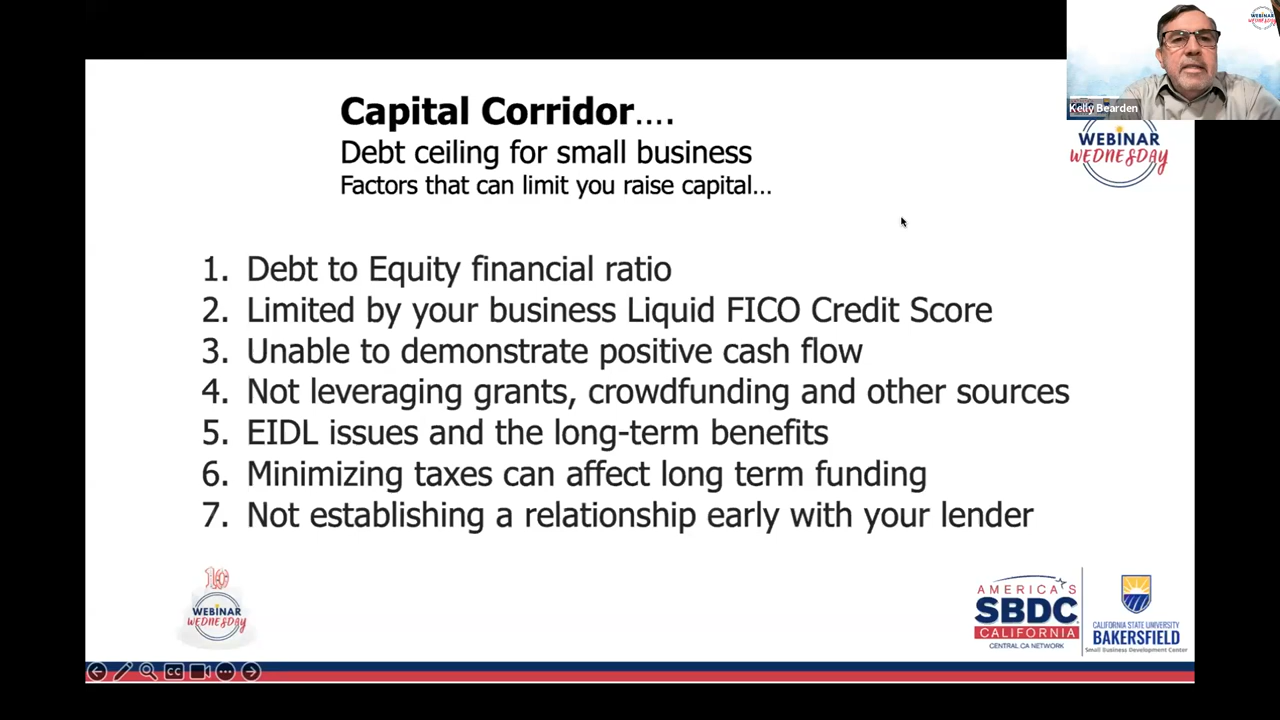 Capital Corridor....
Debt ceiling for small business
Factors that can limit you raise capital...
Kelly Bearden
WEBINAR
WEDNESDAY
1. Debt to Equity financial ratio
2. Limited by your business Liquid FICO Credit Score
3. Unable to demonstrate positive cash flow
4. Not leveraging grants, crowdfunding and other sources
5. EIDL issues and the long-term benefits
6. Minimizing taxes can affect long term funding
7. Not establishing a relationship early with your lender
10
WEBINAR
WEDNESDAY
AMERICA'S
SBDC
CALIFORNIA
CENTRAL CA NETWORK
CALIFORNIA STATE UNIVERSITY
BAKERSFIELD
Small Business Development Center
CC